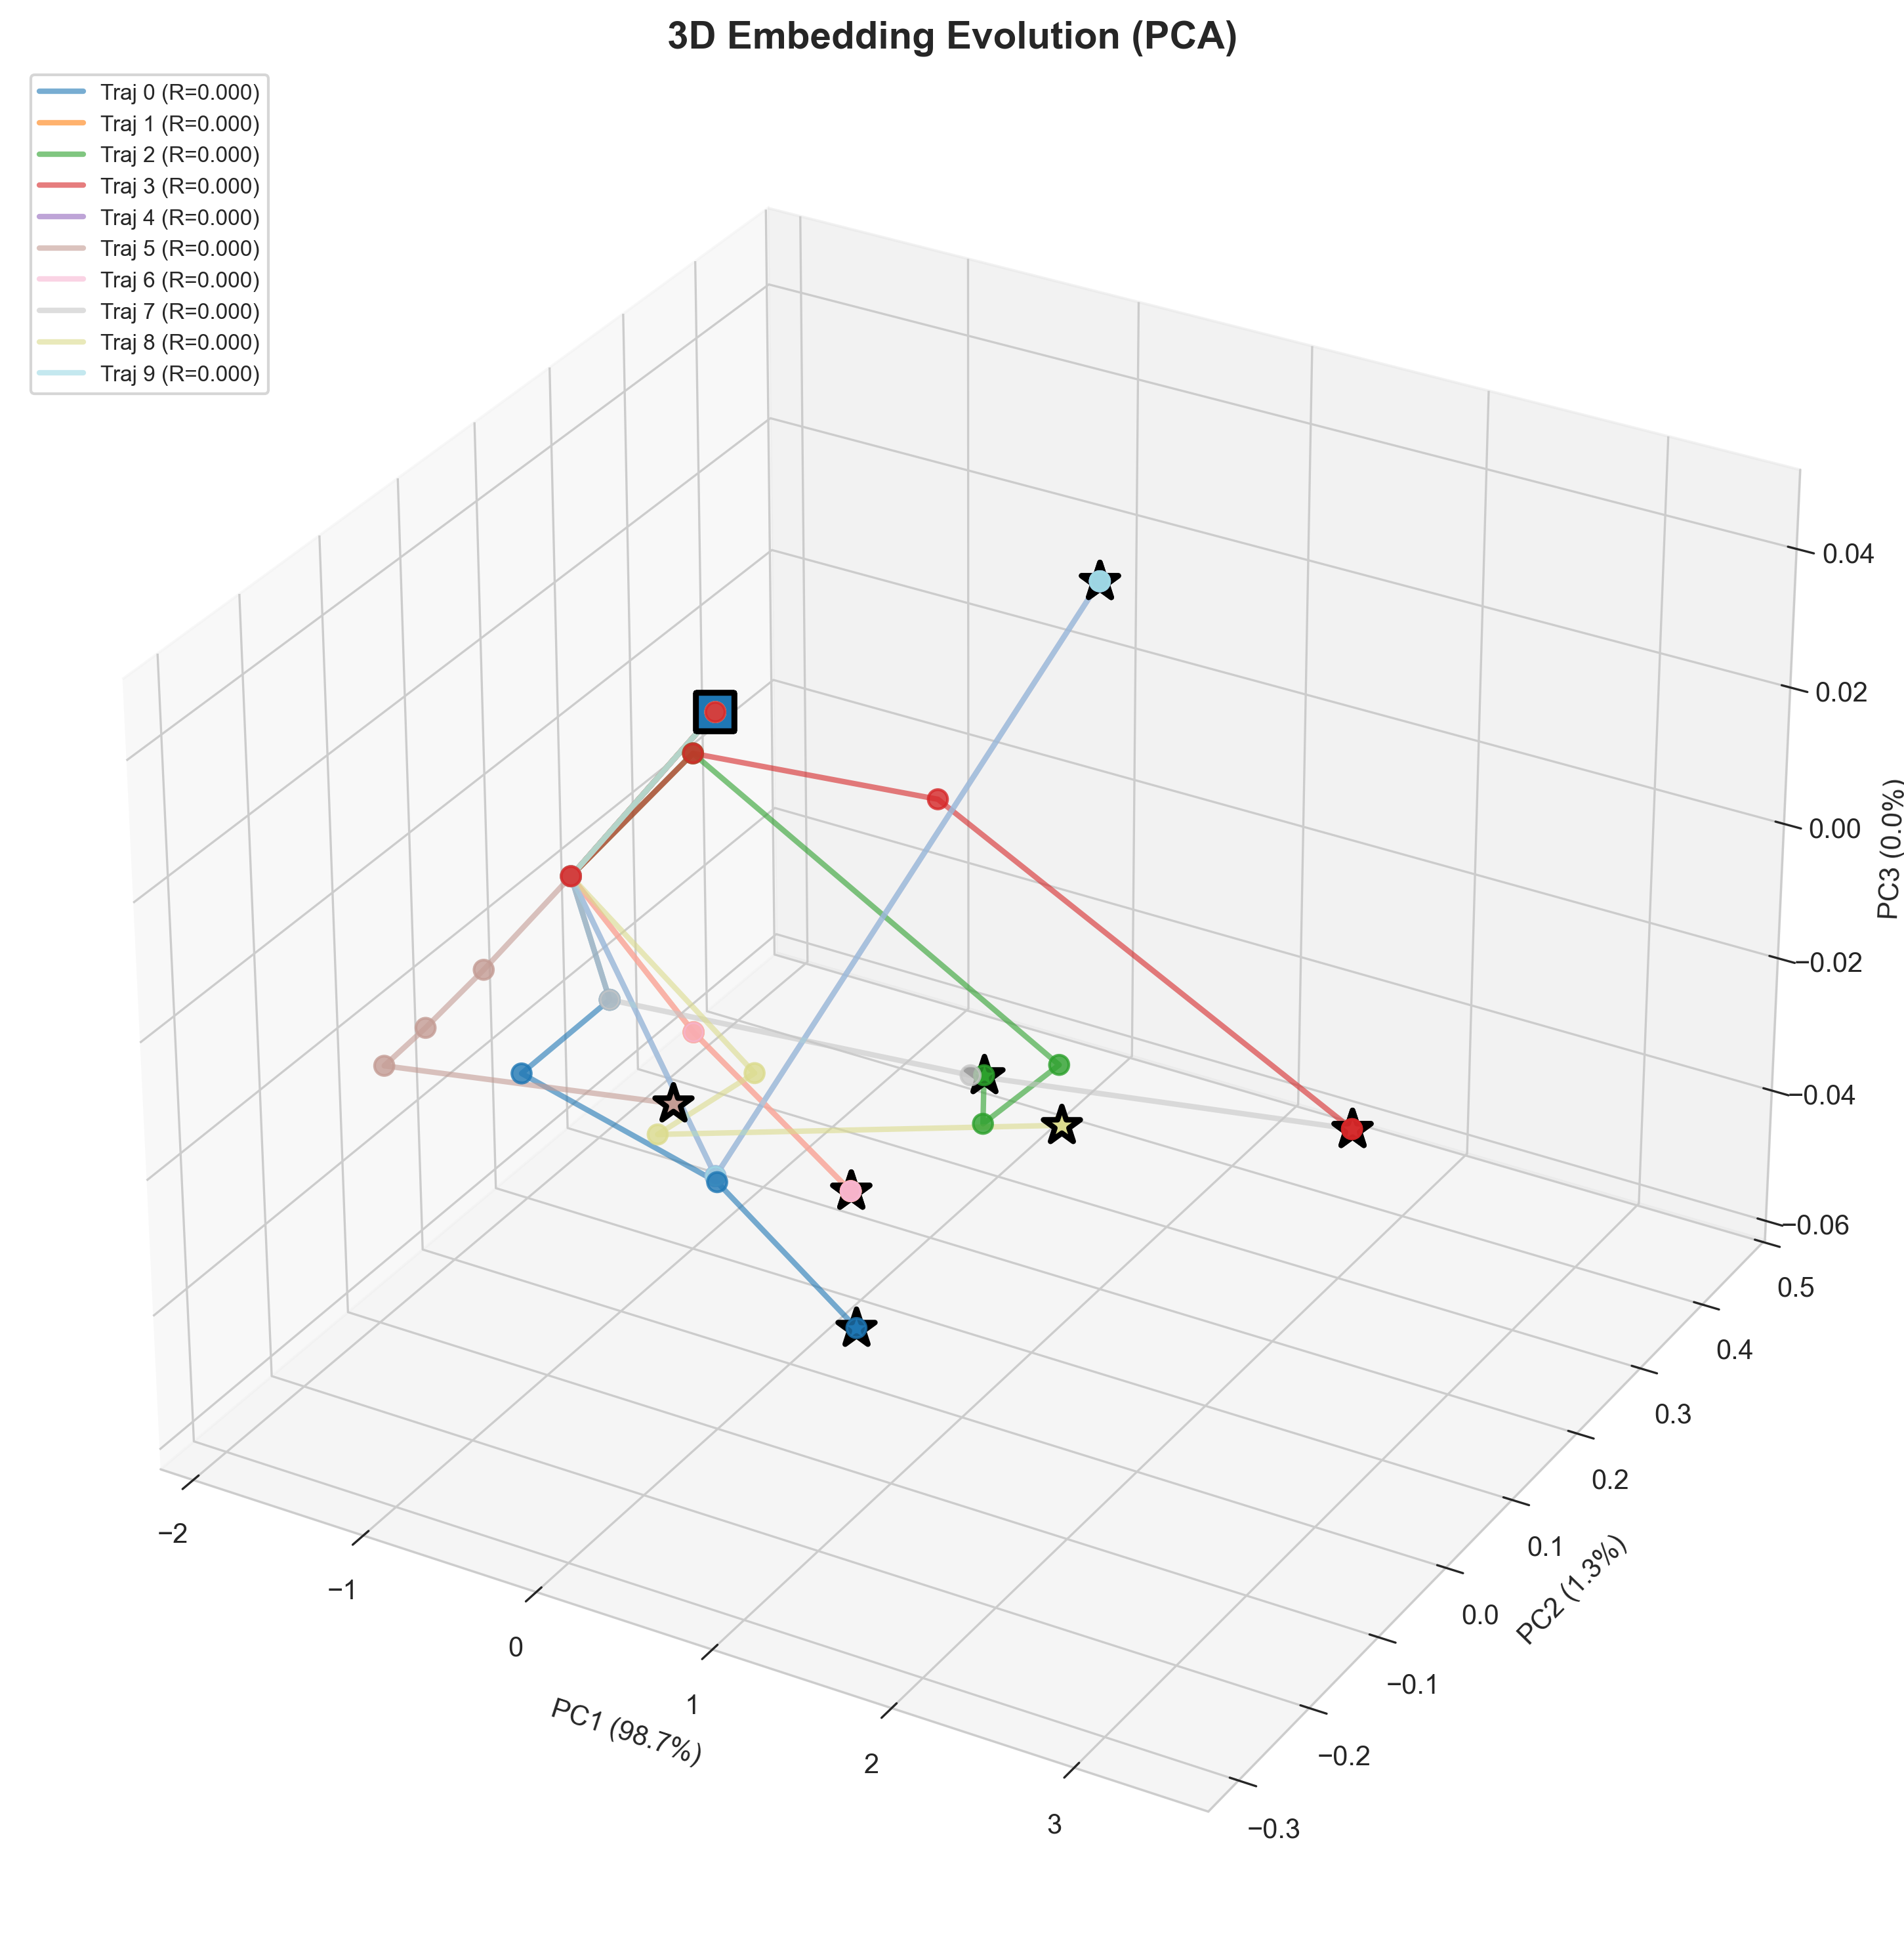 3D Embedding Evolution (PCA)
Traj 0 (R=0.000)
Traj 1 (R=0.000)
Traj 2 (R=0.000)
Traj 3 (R=0.000)
Traj 4 (R=0.000)
Traj 5 (R=0.000)
Traj 6 (R=0.000)
Traj 7 (R=0.000)
Traj 8 (R=0.000)
Traj 9 (R=0.000)
0.04
0.02
0.00
−0.02
−0.04
−0.06
PC3 (0.0%)
0.5
0.4
0.3
0.2
0.1
0.0
−0.1
−0.2
−0.3
PC2 (1.3%)
−2
−1
0
1
2
3
PC1 (98.7%)